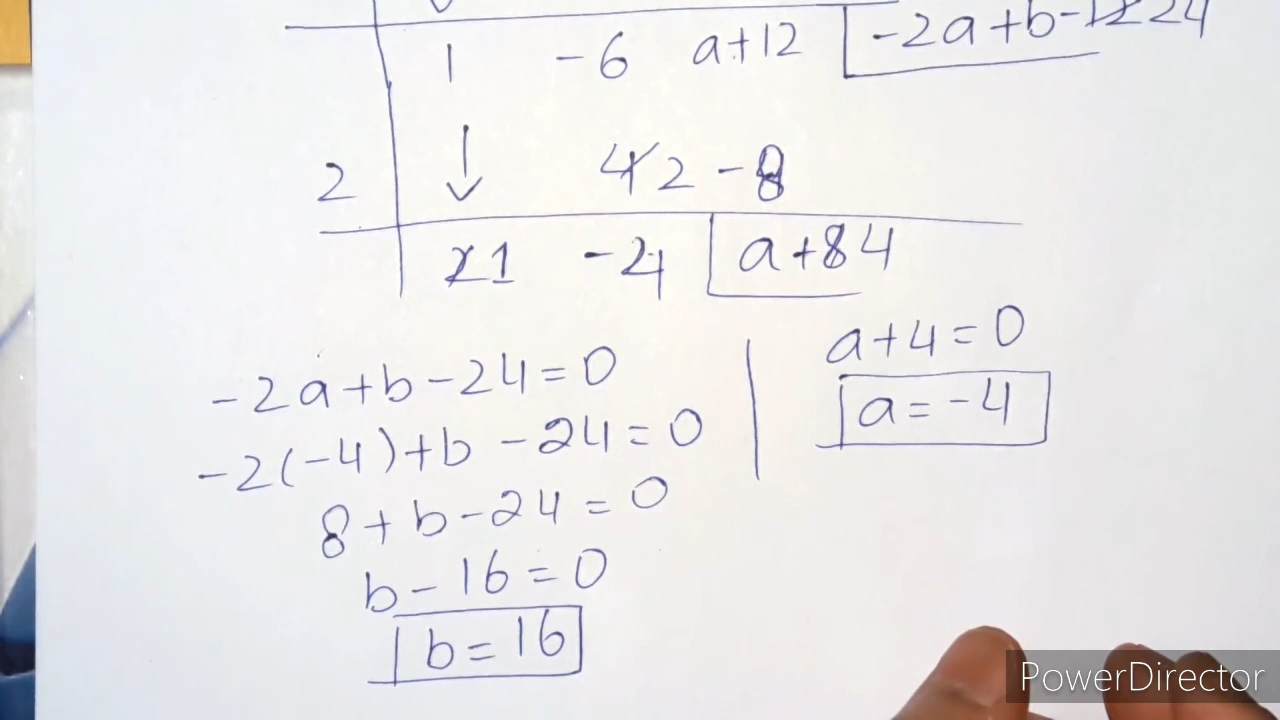 1 -6 a+12 -2a+b-24
2 2 -8
1 -4 a+4
a+4=0
a=-4
-2a+b-24=0
-2(-4)+b-24=0
8+b-24=0
b-16=0
b=16
PowerDirector